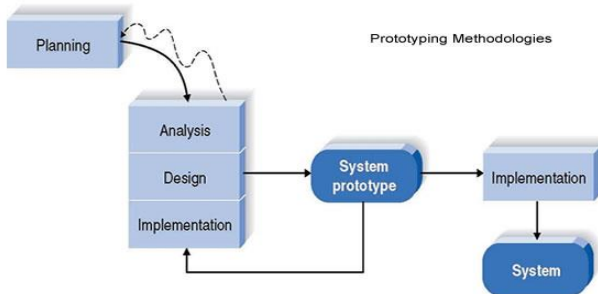 Prototyping Methodologies
Planning
Analysis
Design
Implementation
System
prototype
Implementation
System